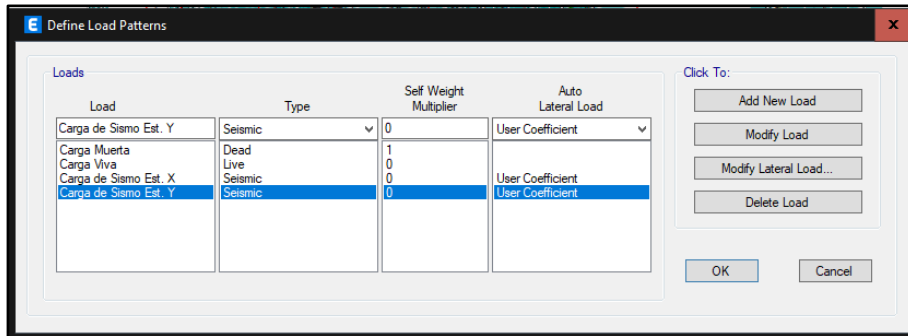 E Define Load Patterns x
Loads Click To:
Load Type Self Weight Multiplier Auto Lateral Load
Carga de Sismo Est. Y Seismic 0 User Coefficient
Carga Muerta Dead 1
Carga Viva Live 0
Carga de Sismo Est. X Seismic 0 User Coefficient
Carga de Sismo Est. Y Seismic 0 User Coefficient
Add New Load
Modify Load
Modify Lateral Load...
Delete Load
OK Cancel